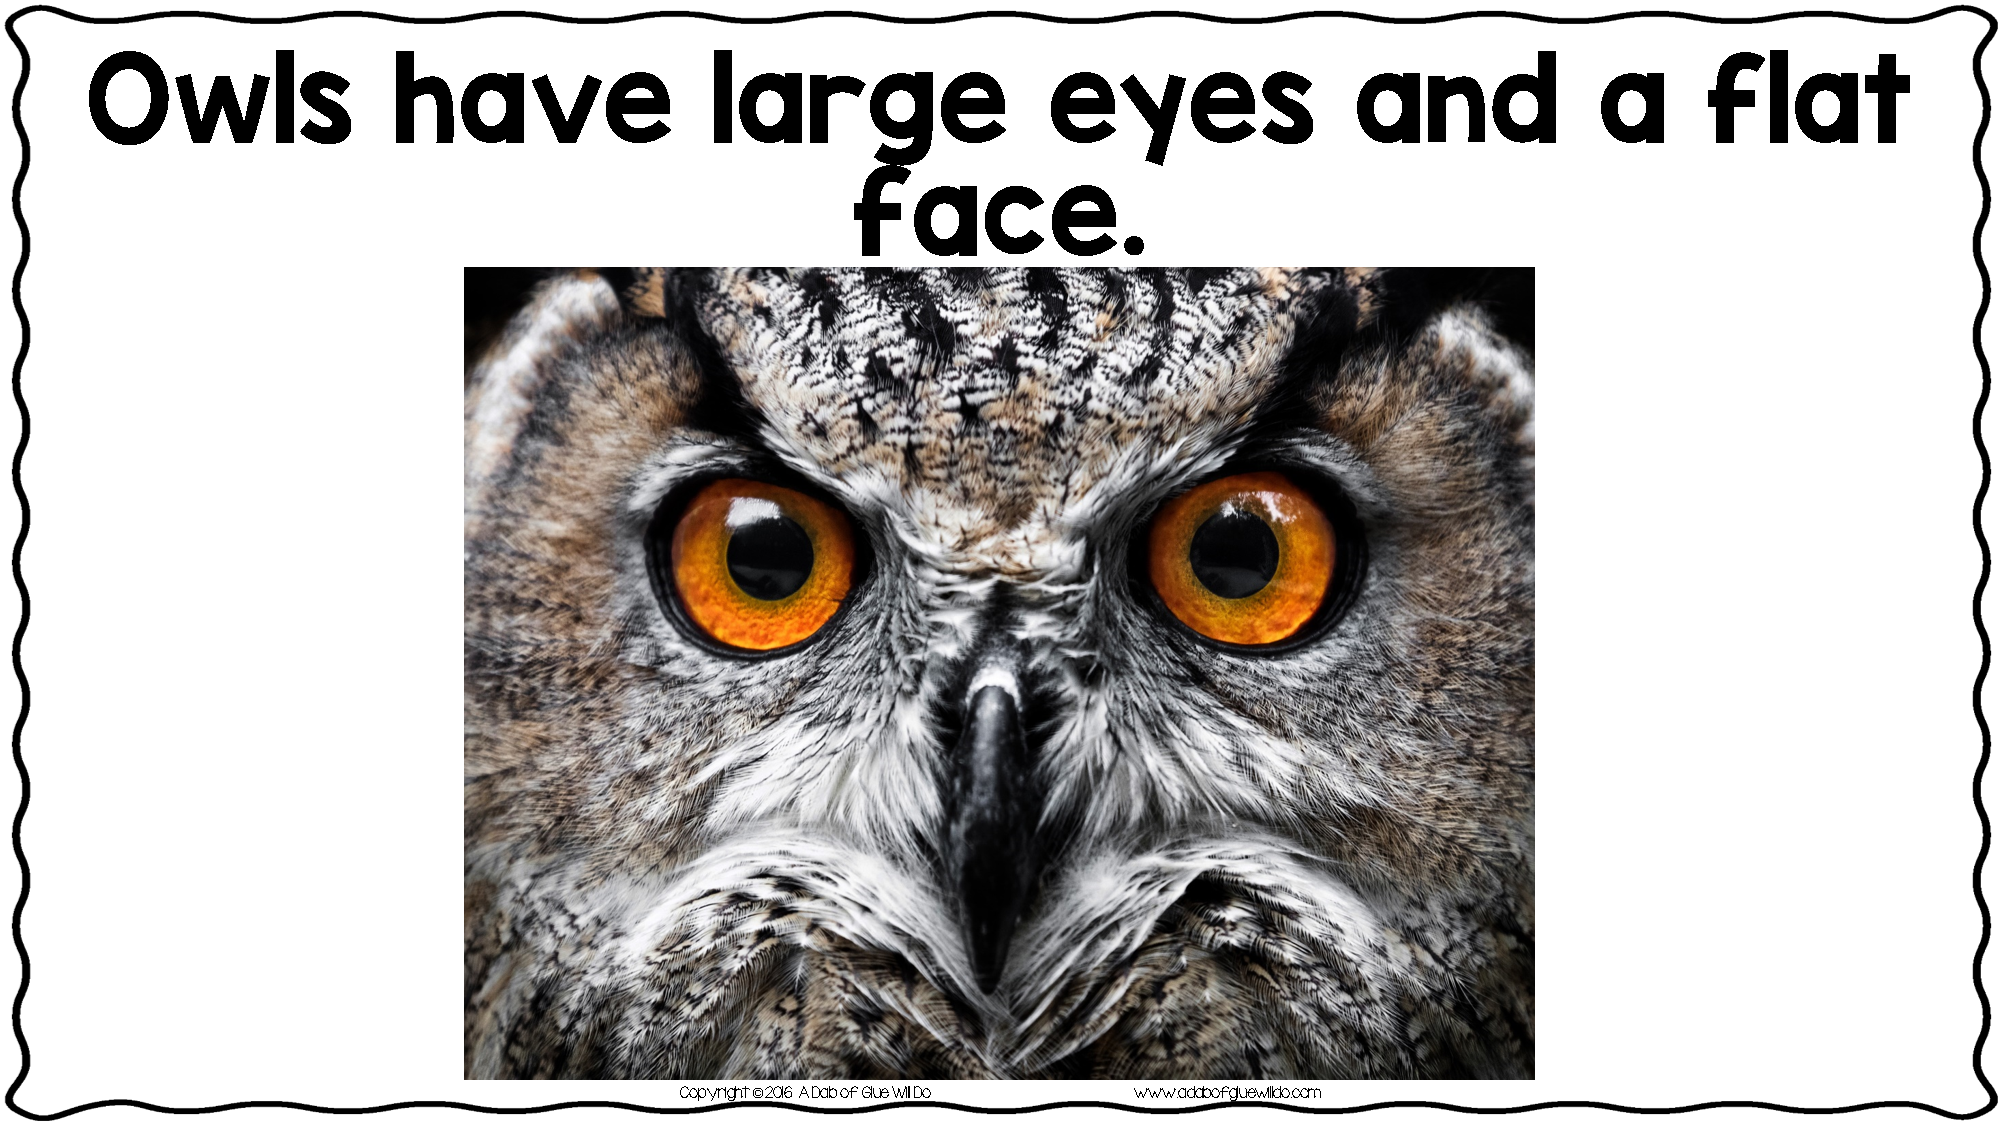 Owls have large eyes and a flat
face.
Copyright ©2016 A Dab of Glue Will Do
www.adabofgluewilldo.com